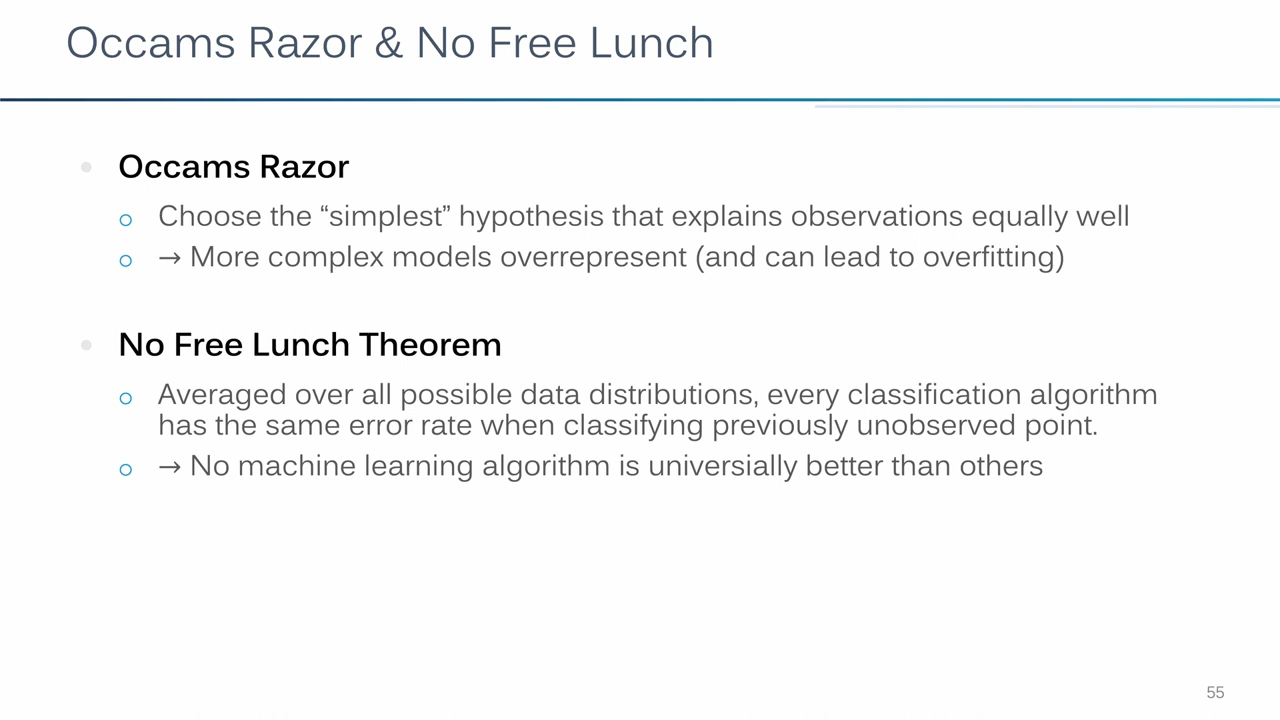 Occams Razor & No Free Lunch
Occams Razor
Choose the “simplest” hypothesis that explains observations equally well
→ More complex models overrepresent (and can lead to overfitting)
No Free Lunch Theorem
Averaged over all possible data distributions, every classification algorithm
has the same error rate when classifying previously unobserved point.
→ No machine learning algorithm is universially better than others
55